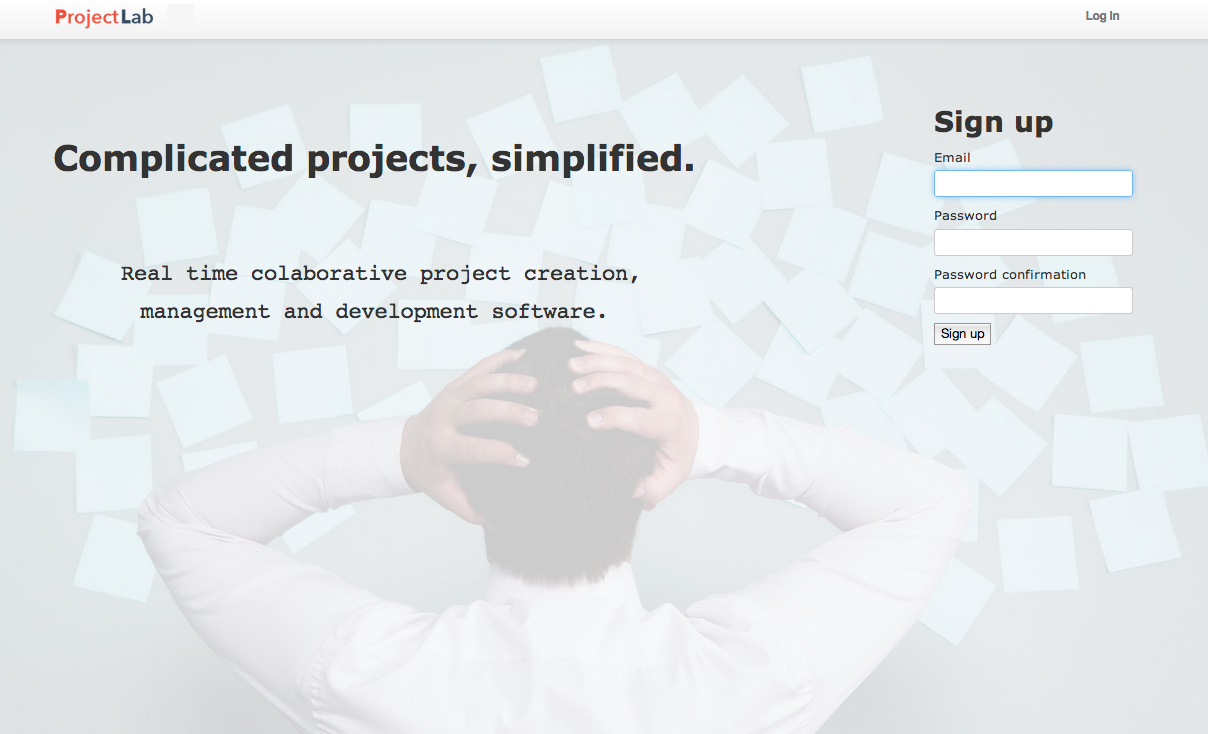 ProjectLab
Log In
Complicated projects, simplified.
Real time colaborative project creation,
management and development software.
Sign up
Email
Password
Password confirmation
Sign up